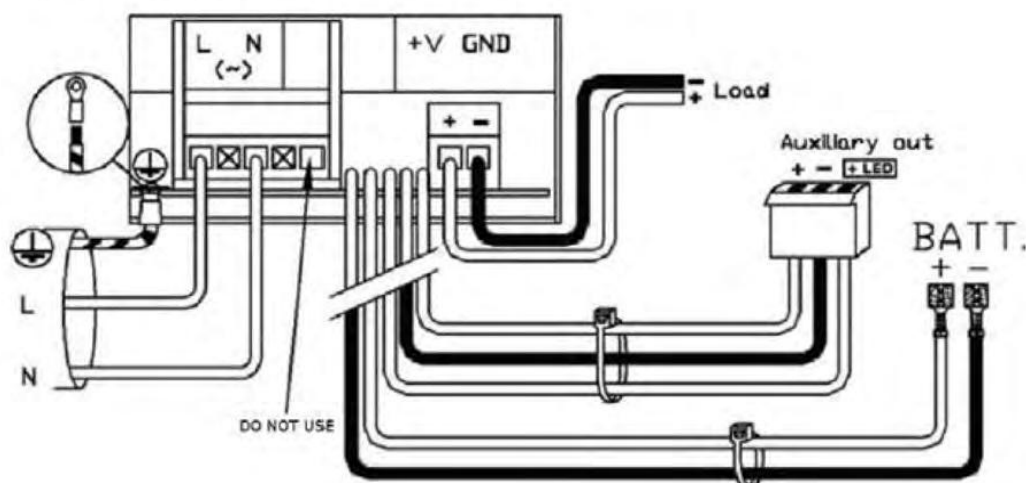 L N
(~)
+V GND
+ -
-
+ Load
Auxiliary out
+ - + LED
BATT.
+ -
L
N
DO NOT USE